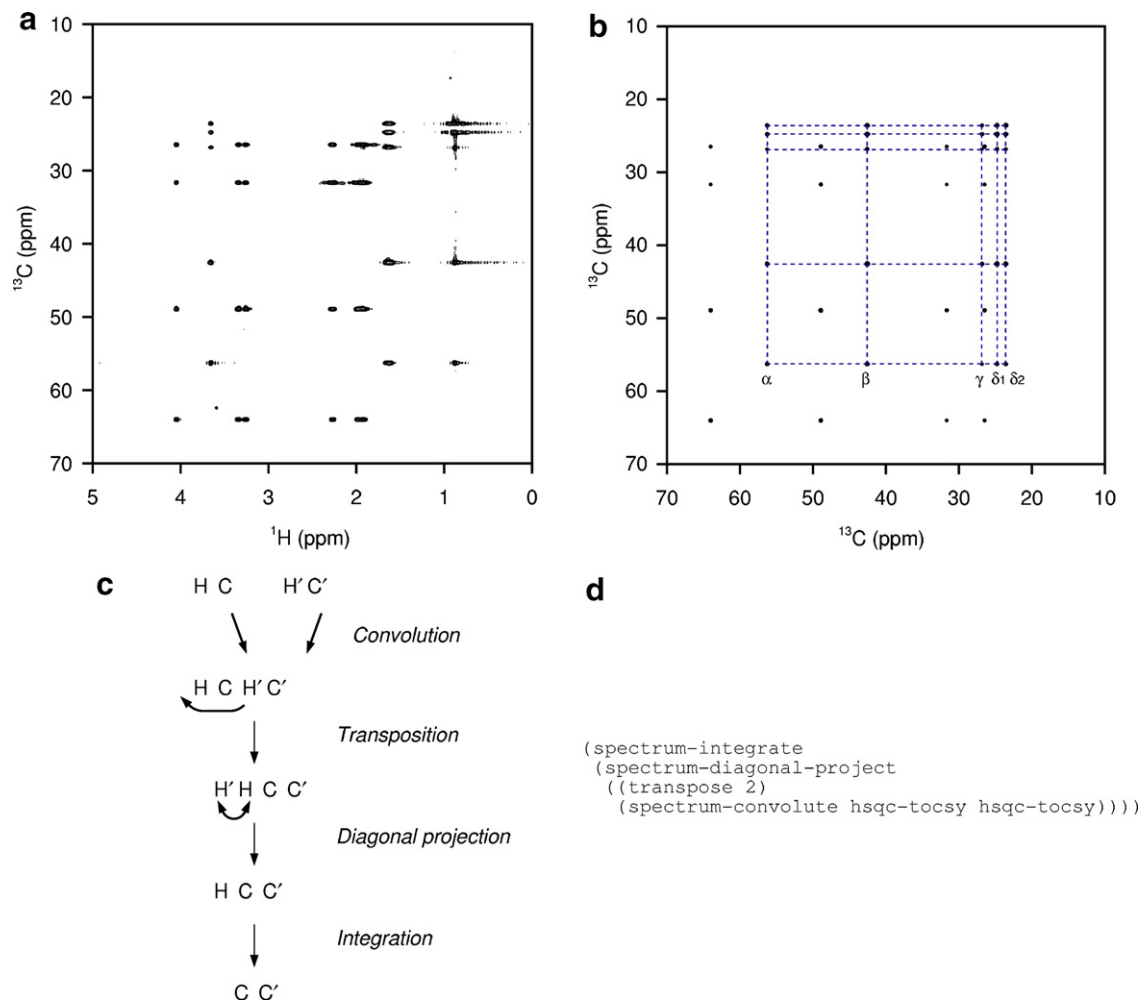 a
10
20
30
40
50
60
70
¹³C (ppm)
5 4 3 2 1 0
¹H (ppm)
b
10
20
30
40
50
60
70
¹³C (ppm)
α β γ δ1 δ2
70 60 50 40 30 20 10
¹³C (ppm)
c
H C H′ C′
Convolution
H C H′ C′
Transposition
H′ H C C′
Diagonal projection
H C C′
Integration
C C′
d
(spectrum-integrate
(spectrum-diagonal-project
((transpose 2)
(spectrum-convolute hsqc-tocsy hsqc-tocsy))))